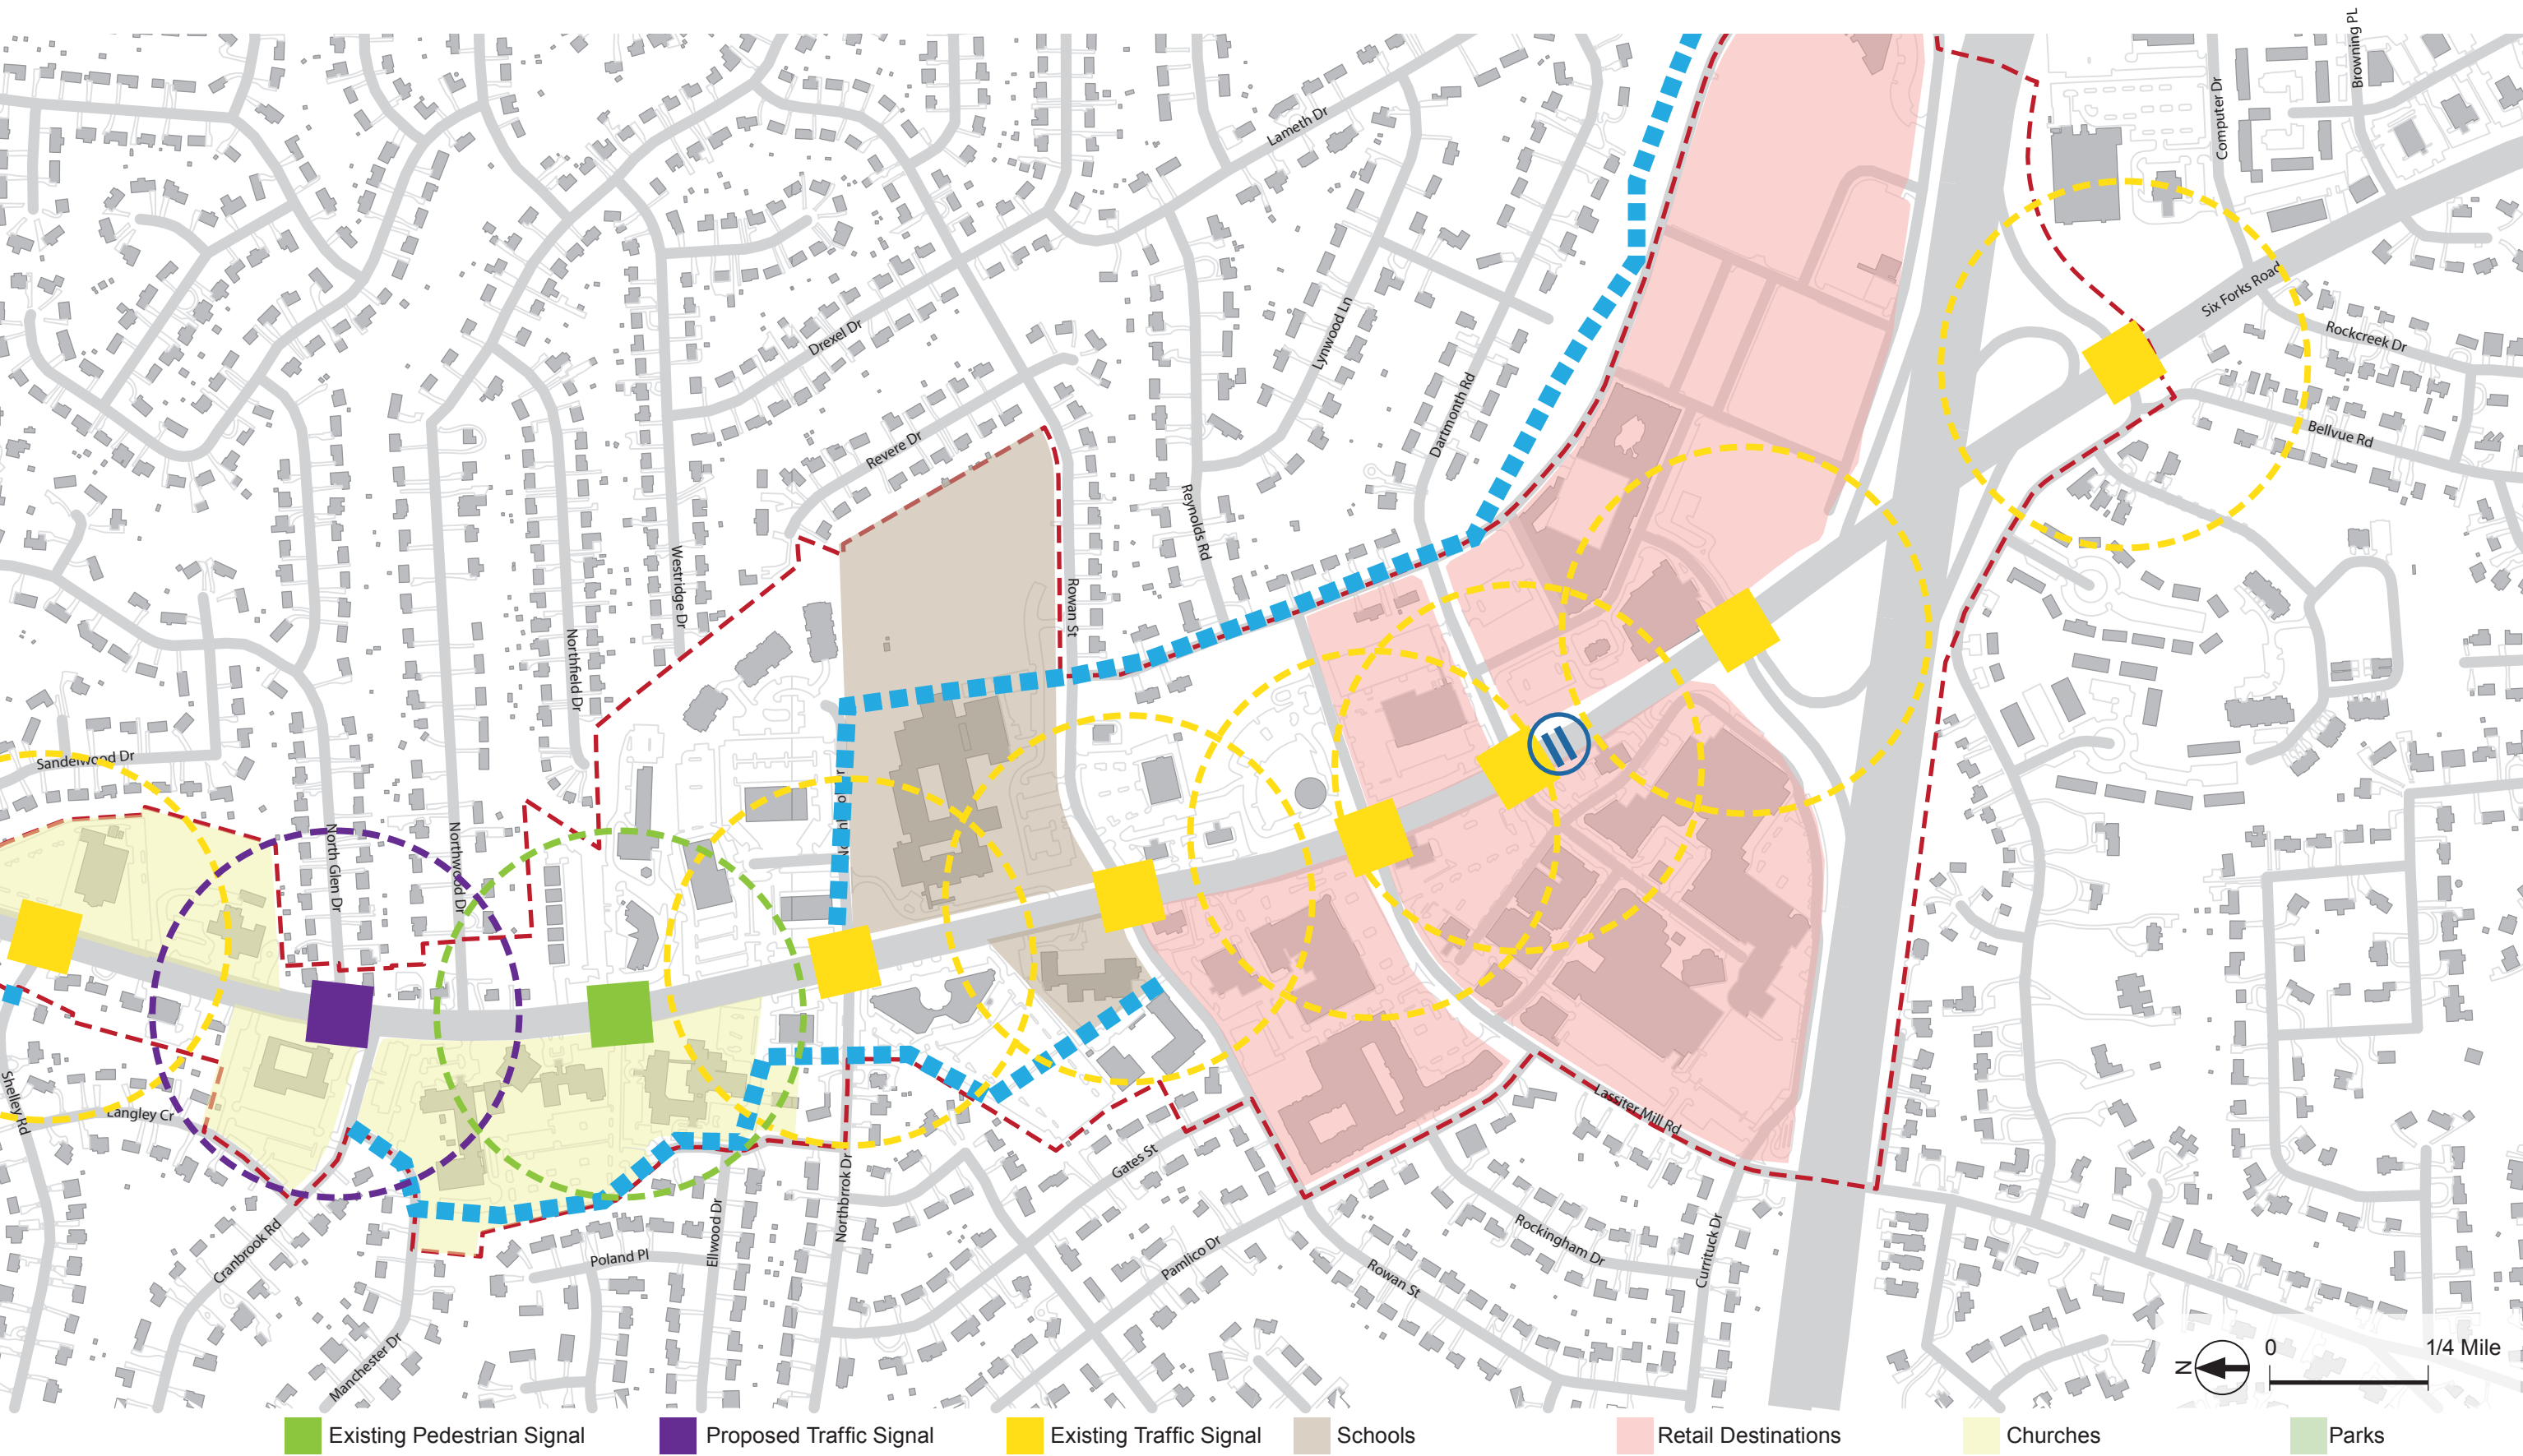 Browning PL
Computer Dr
Lameth Dr
Six Forks Road
Rockcreek Dr
Drexel Dr
Lynwood Ln
Dartmonth Rd
Bellvue Rd
Revere Dr
Reynolds Rd
Westridge Dr
Rowan St
Northfield Dr
Sandelwood Dr
North Glen Dr
Northwood Dr
Shelley Rd
Langley Cr
Lassiter Mill Rd
Gates St
Northbrrok Dr
Ellwood Dr
Cranbrook Rd
Poland Pl
Pamlico Dr
Rockingham Dr
Currituck Dr
Rowan St
Manchester Dr
N
0 1/4 Mile
Existing Pedestrian Signal Proposed Traffic Signal Existing Traffic Signal Schools Retail Destinations Churches Parks